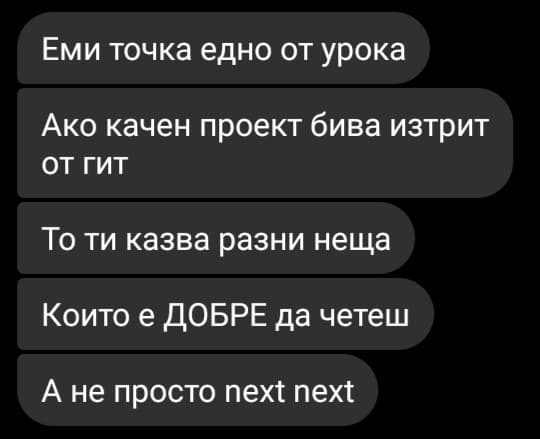 Еми точка едно от урока
Ако качен проект бива изтрит
от гит
То ти казва разни неща
Които е ДОБРЕ да четеш
А не просто next next